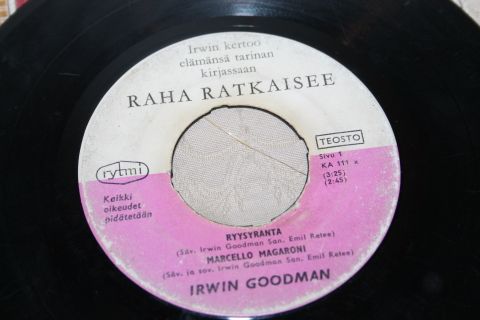 Irwin kertoo
elämänsä tarinan
kirjassaan
RAHA RATKAISEE
rytmi
TEOSTO
Sivu 1
KA 111 x
(3:25)
(2:45)
Kaikki
oikeudet
pidätetään
RYYSYRANTA
(Säv. Irwin Goodman San. Emil Retee)
MARCELLO MAGARONI
(Säv. ja sov. Irwin Goodman San. Emil Retee)
IRWIN GOODMAN